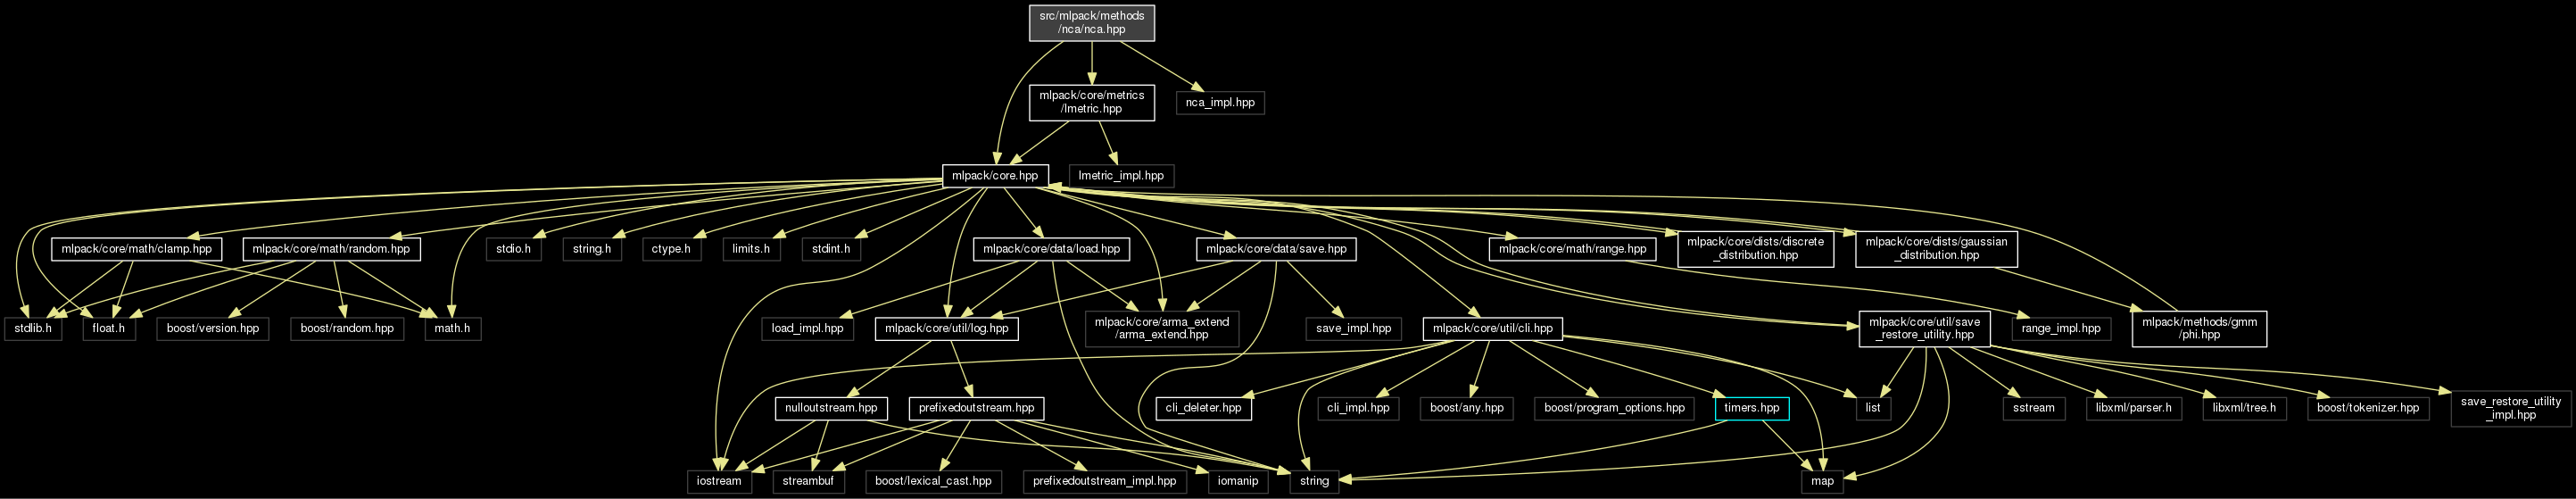 src/mlpack/methods
/nca/nca.hpp
mlpack/core/metrics
/lmetric.hpp
nca_impl.hpp
mlpack/core.hpp
lmetric_impl.hpp
mlpack/core/math/clamp.hpp
mlpack/core/math/random.hpp
stdio.h
string.h
ctype.h
limits.h
stdint.h
mlpack/core/data/load.hpp
mlpack/core/data/save.hpp
mlpack/core/math/range.hpp
mlpack/core/dists/discrete
_distribution.hpp
mlpack/core/dists/gaussian
_distribution.hpp
stdlib.h
float.h
boost/version.hpp
boost/random.hpp
math.h
load_impl.hpp
mlpack/core/util/log.hpp
mlpack/core/arma_extend
/arma_extend.hpp
save_impl.hpp
mlpack/core/util/cli.hpp
mlpack/core/util/save
_restore_utility.hpp
range_impl.hpp
mlpack/methods/gmm
/phi.hpp
nulloutstream.hpp
prefixedoutstream.hpp
cli_deleter.hpp
cli_impl.hpp
boost/any.hpp
boost/program_options.hpp
timers.hpp
list
sstream
libxml/parser.h
libxml/tree.h
boost/tokenizer.hpp
save_restore_utility
_impl.hpp
iostream
streambuf
boost/lexical_cast.hpp
prefixedoutstream_impl.hpp
iomanip
string
map